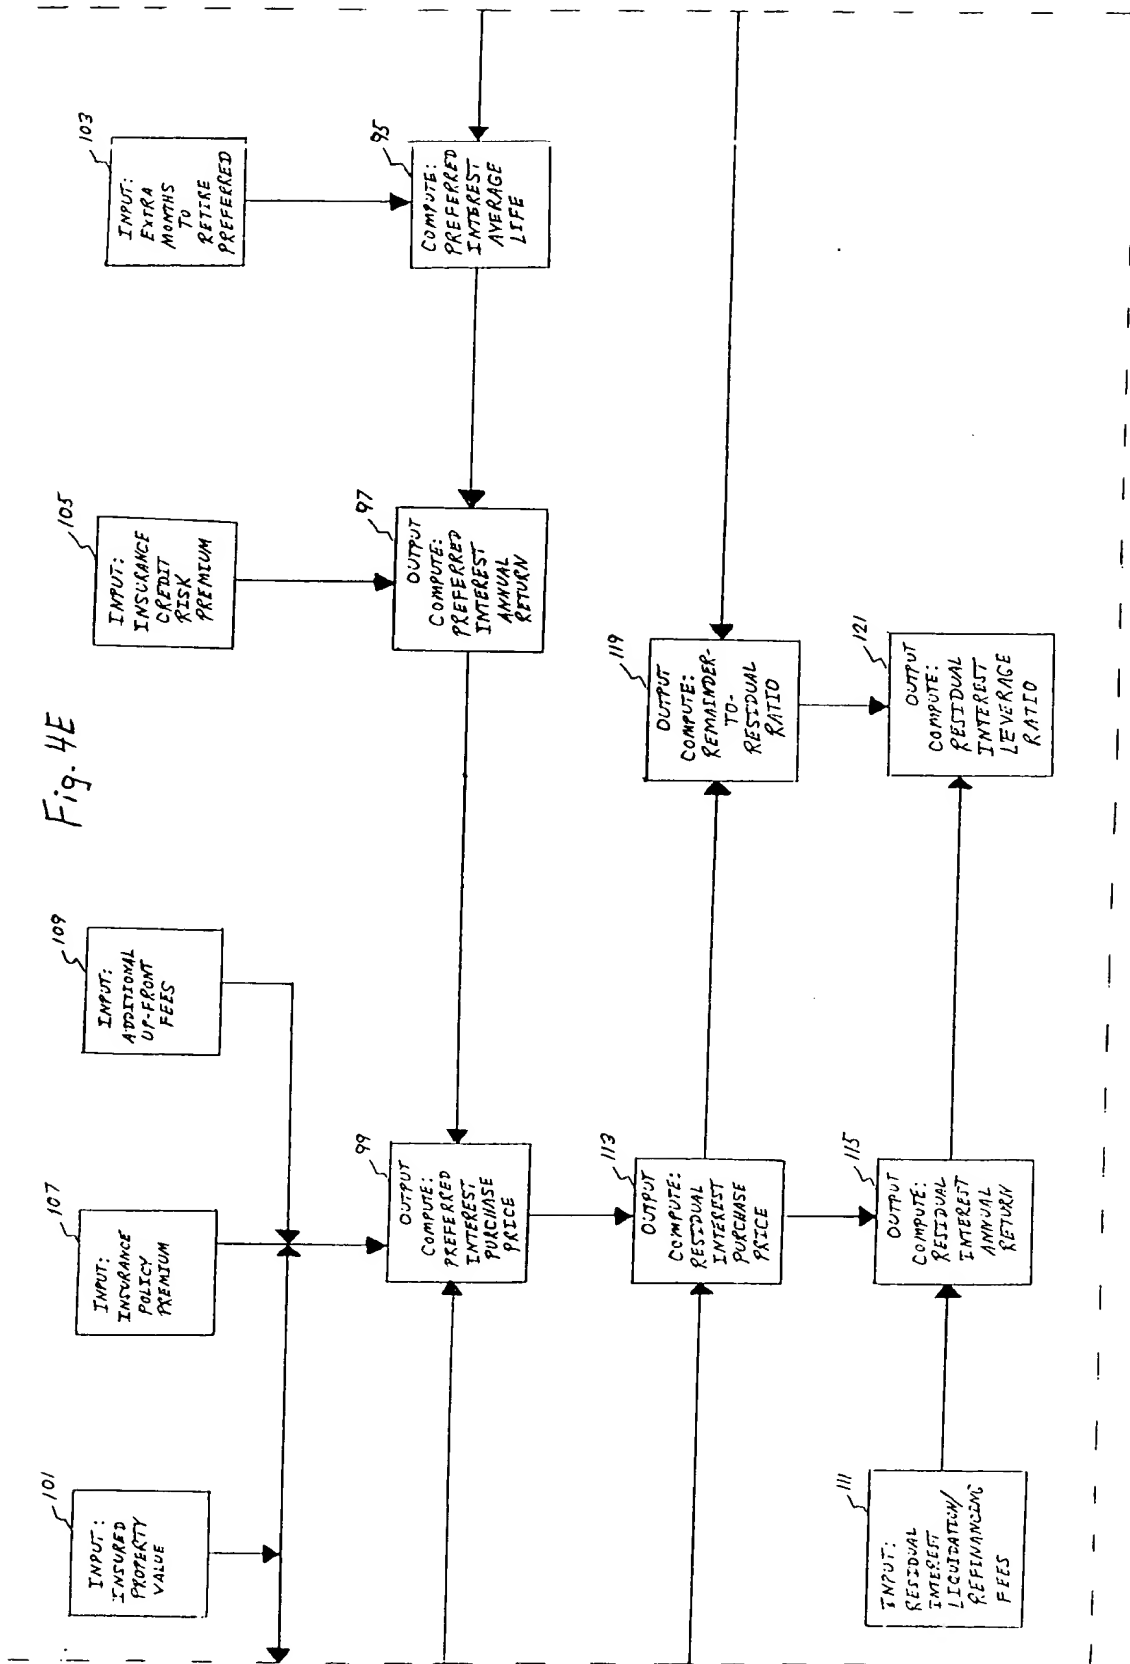 Fig. 4E
101
INPUT:
INSURED
PROPERTY
VALUE
107
INPUT:
INSURANCE
POLICY
PREMIUM
109
INPUT:
ADDITIONAL
UP-FRONT
FEES
105
INPUT:
INSURANCE
CREDIT
RISK
PREMIUM
103
INPUT:
EXTRA
MONTHS
TO
RETIRE
PREFERRED
99
OUTPUT
COMPUTE:
PREFERRED
INTEREST
PURCHASE
PRICE
97
OUTPUT
COMPUTE:
PREFERRED
INTEREST
ANNUAL
RETURN
95
COMPUTE:
PREFERRED
INTEREST
AVERAGE
LIFE
113
OUTPUT
COMPUTE:
RESIDUAL
INTEREST
PURCHASE
PRICE
119
OUTPUT
COMPUTE:
REMAINDER-
TO-
RESIDUAL
RATIO
111
INPUT:
RESIDUAL
INTEREST
LIQUIDATION/
REFINANCING
FEES
115
OUTPUT
COMPUTE:
RESIDUAL
INTEREST
ANNUAL
RETURN
121
OUTPUT
COMPUTE:
RESIDUAL
INTEREST
LEVERAGE
RATIO